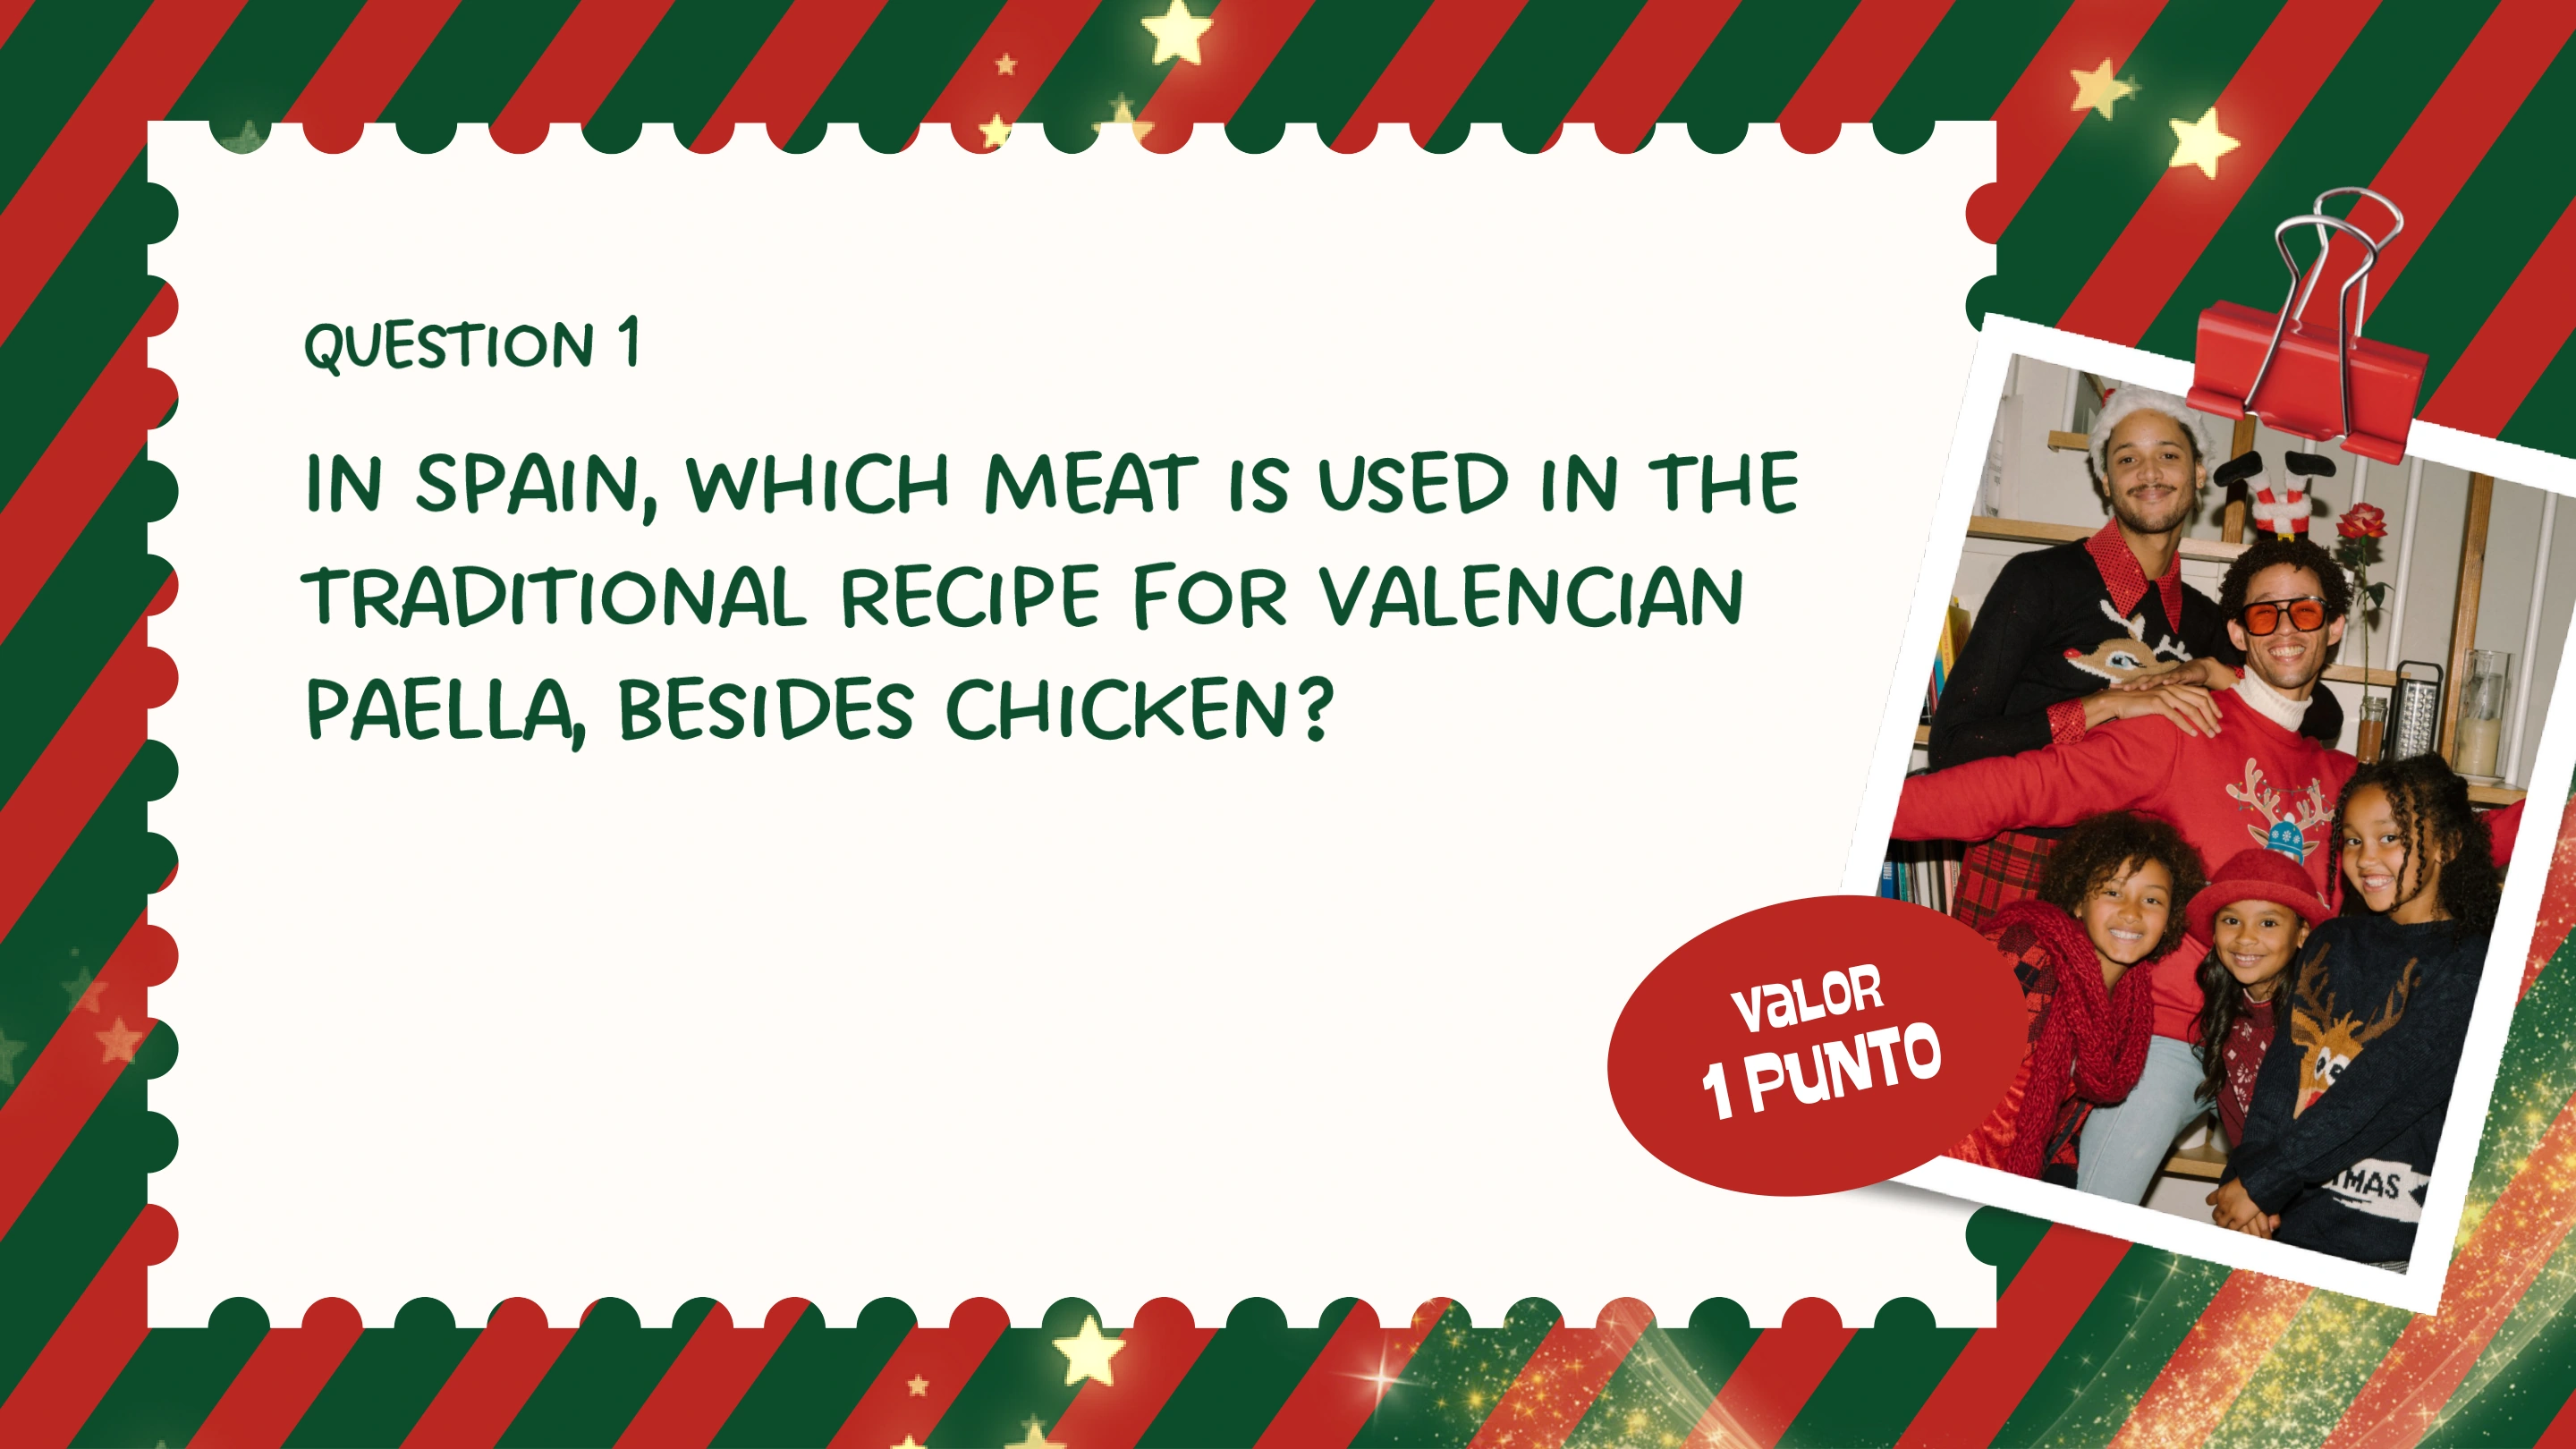 QUESTION 1
IN SPAIN, WHICH MEAT IS USED IN THE
TRADITIONAL RECIPE FOR VALENCIAN
PAELLA, BESIDES CHICKEN?
VALOR
1 PUNTO